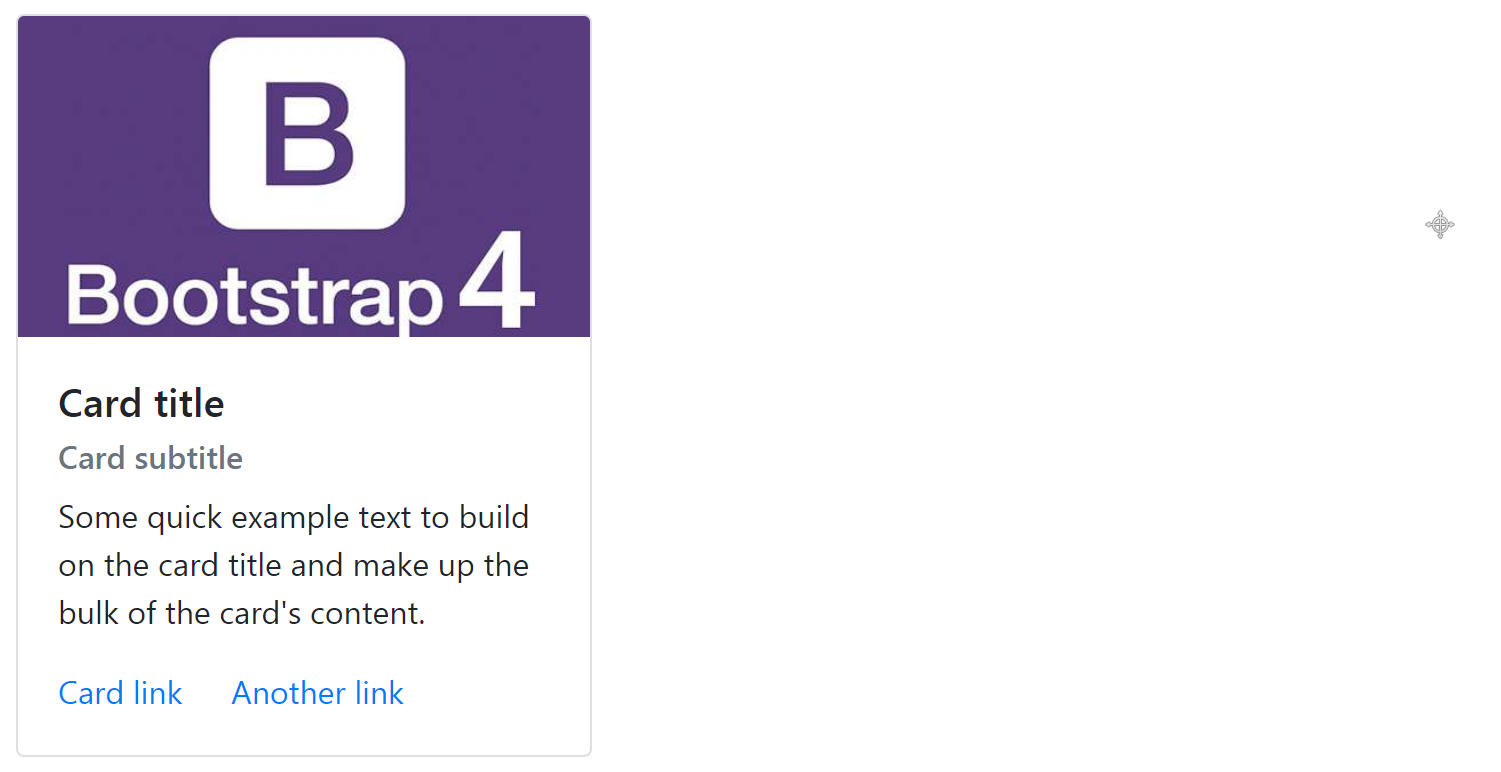 B
Bootstrap 4
Card title
Card subtitle
Some quick example text to build
on the card title and make up the
bulk of the card's content.
Card link Another link